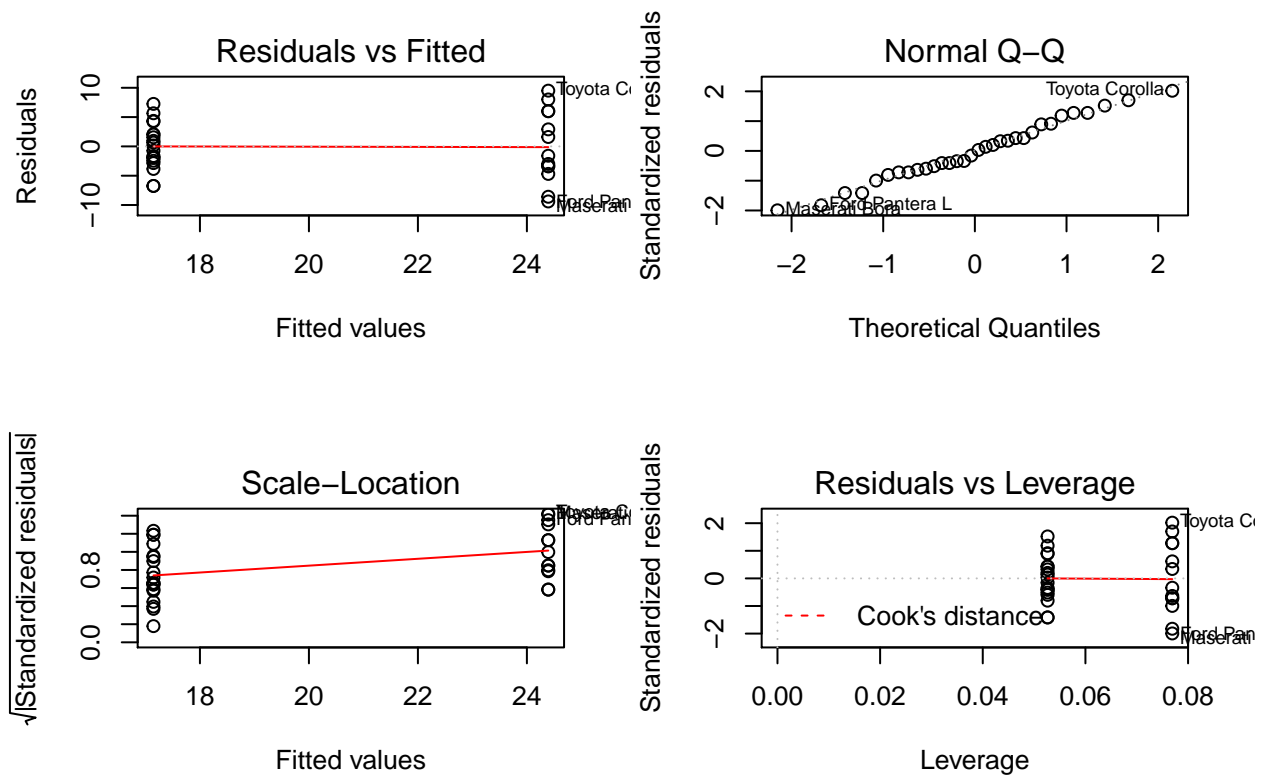 Residuals vs Fitted
Residuals
10
0
−10
Toyota Co
Ford Pan
Maserati
18 20 22 24
Fitted values
Normal Q−Q
Standardized residuals
2
0
−2
Toyota Corolla
Ford Pantera L
Maserati Bora
−2 −1 0 1 2
Theoretical Quantiles
Scale−Location
√|Standardized residuals|
0.8
0.0
Toyota C
Maserati
Ford Pan
18 20 22 24
Fitted values
Residuals vs Leverage
Standardized residuals
2
0
−2
Toyota Co
Ford Pan
Maserati
Cook's distance
0.00 0.02 0.04 0.06 0.08
Leverage